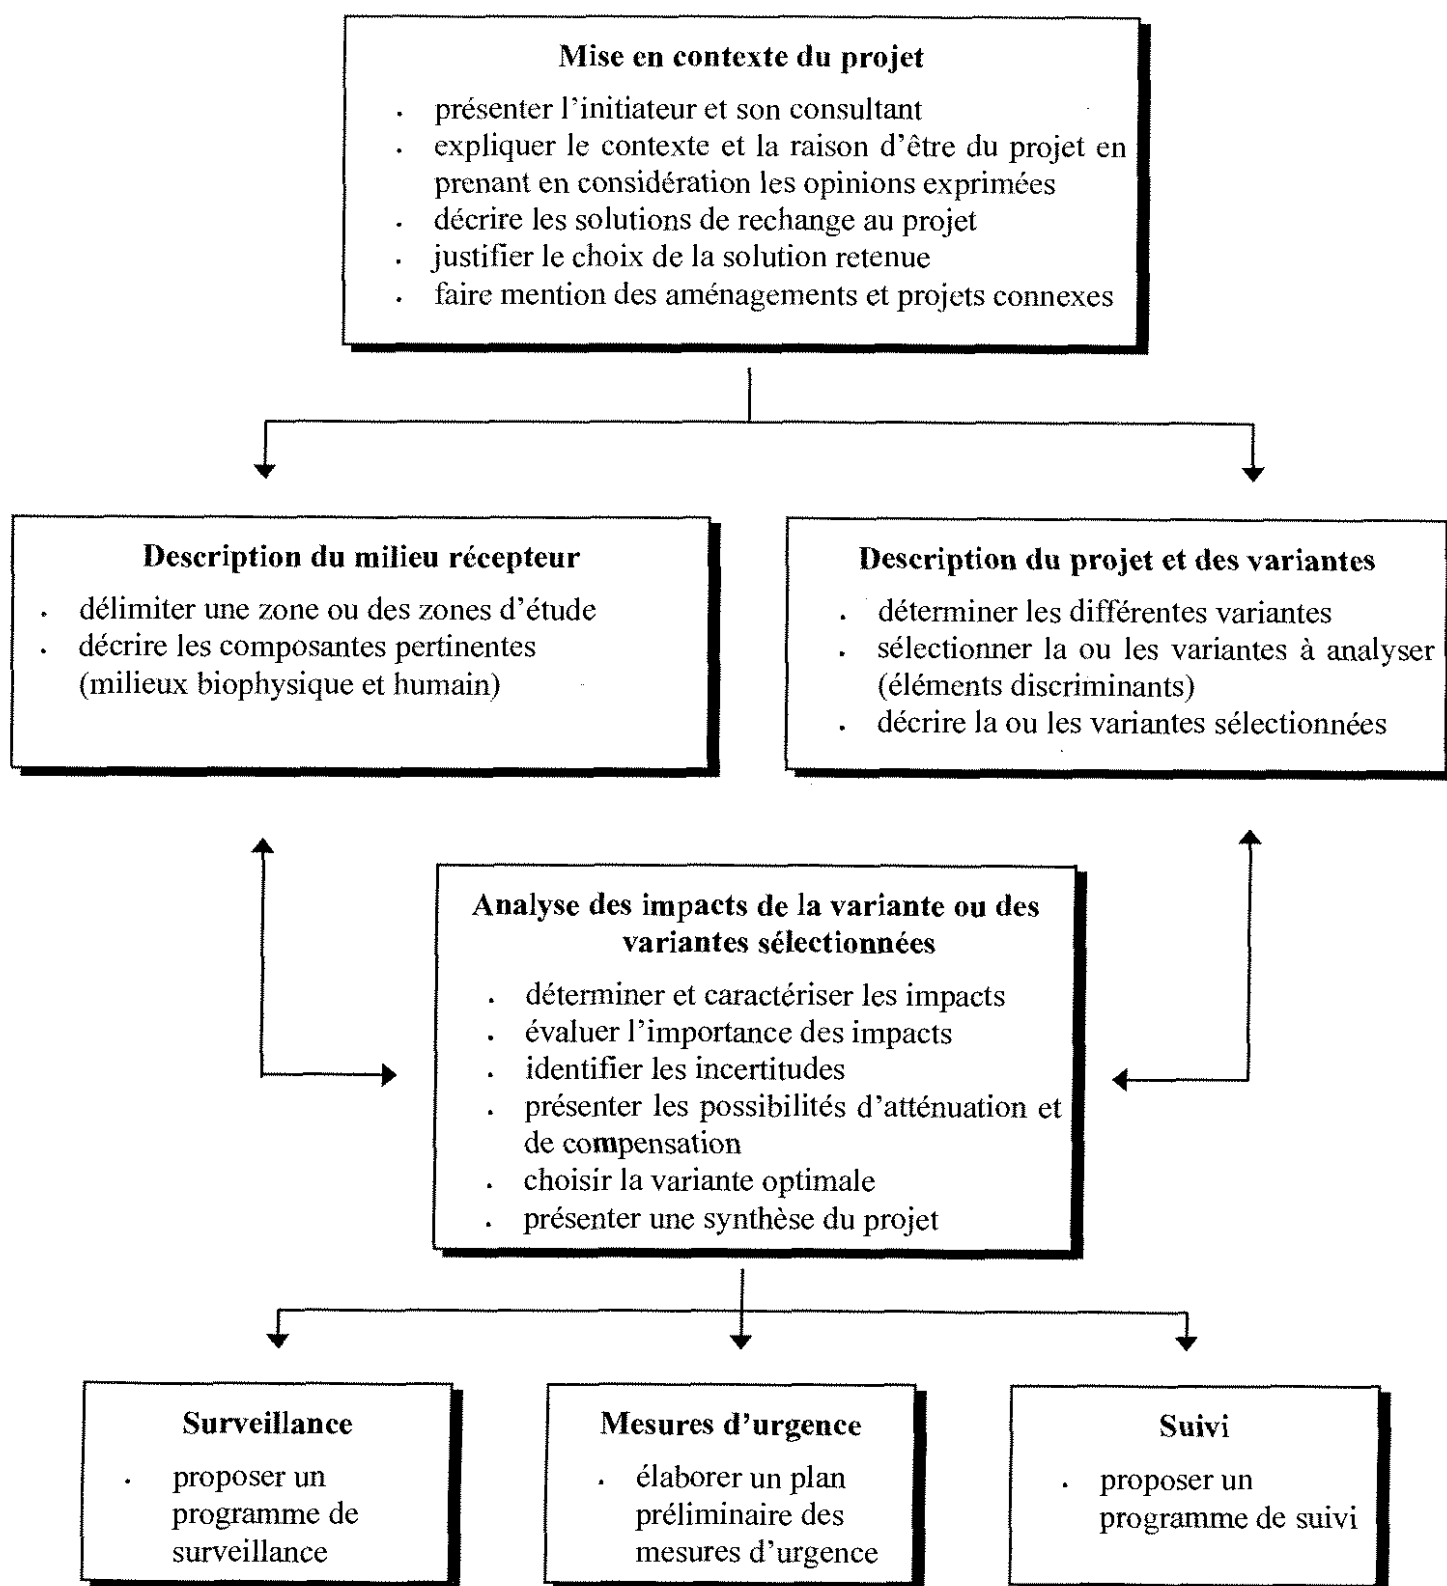 Mise en contexte du projet
. présenter l'initiateur et son consultant
. expliquer le contexte et la raison d'être du projet en
prenant en considération les opinions exprimées
. décrire les solutions de rechange au projet
. justifier le choix de la solution retenue
. faire mention des aménagements et projets connexes
Description du milieu récepteur
. délimiter une zone ou des zones d'étude
. décrire les composantes pertinentes
(milieux biophysique et humain)
Description du projet et des variantes
. déterminer les différentes variantes
. sélectionner la ou les variantes à analyser
(éléments discriminants)
. décrire la ou les variantes sélectionnées
Analyse des impacts de la variante ou des
variantes sélectionnées
. déterminer et caractériser les impacts
. évaluer l'importance des impacts
. identifier les incertitudes
. présenter les possibilités d'atténuation et
de compensation
. choisir la variante optimale
. présenter une synthèse du projet
Surveillance
. proposer un
programme de
surveillance
Mesures d'urgence
. élaborer un plan
préliminaire des
mesures d'urgence
Suivi
. proposer un
programme de suivi